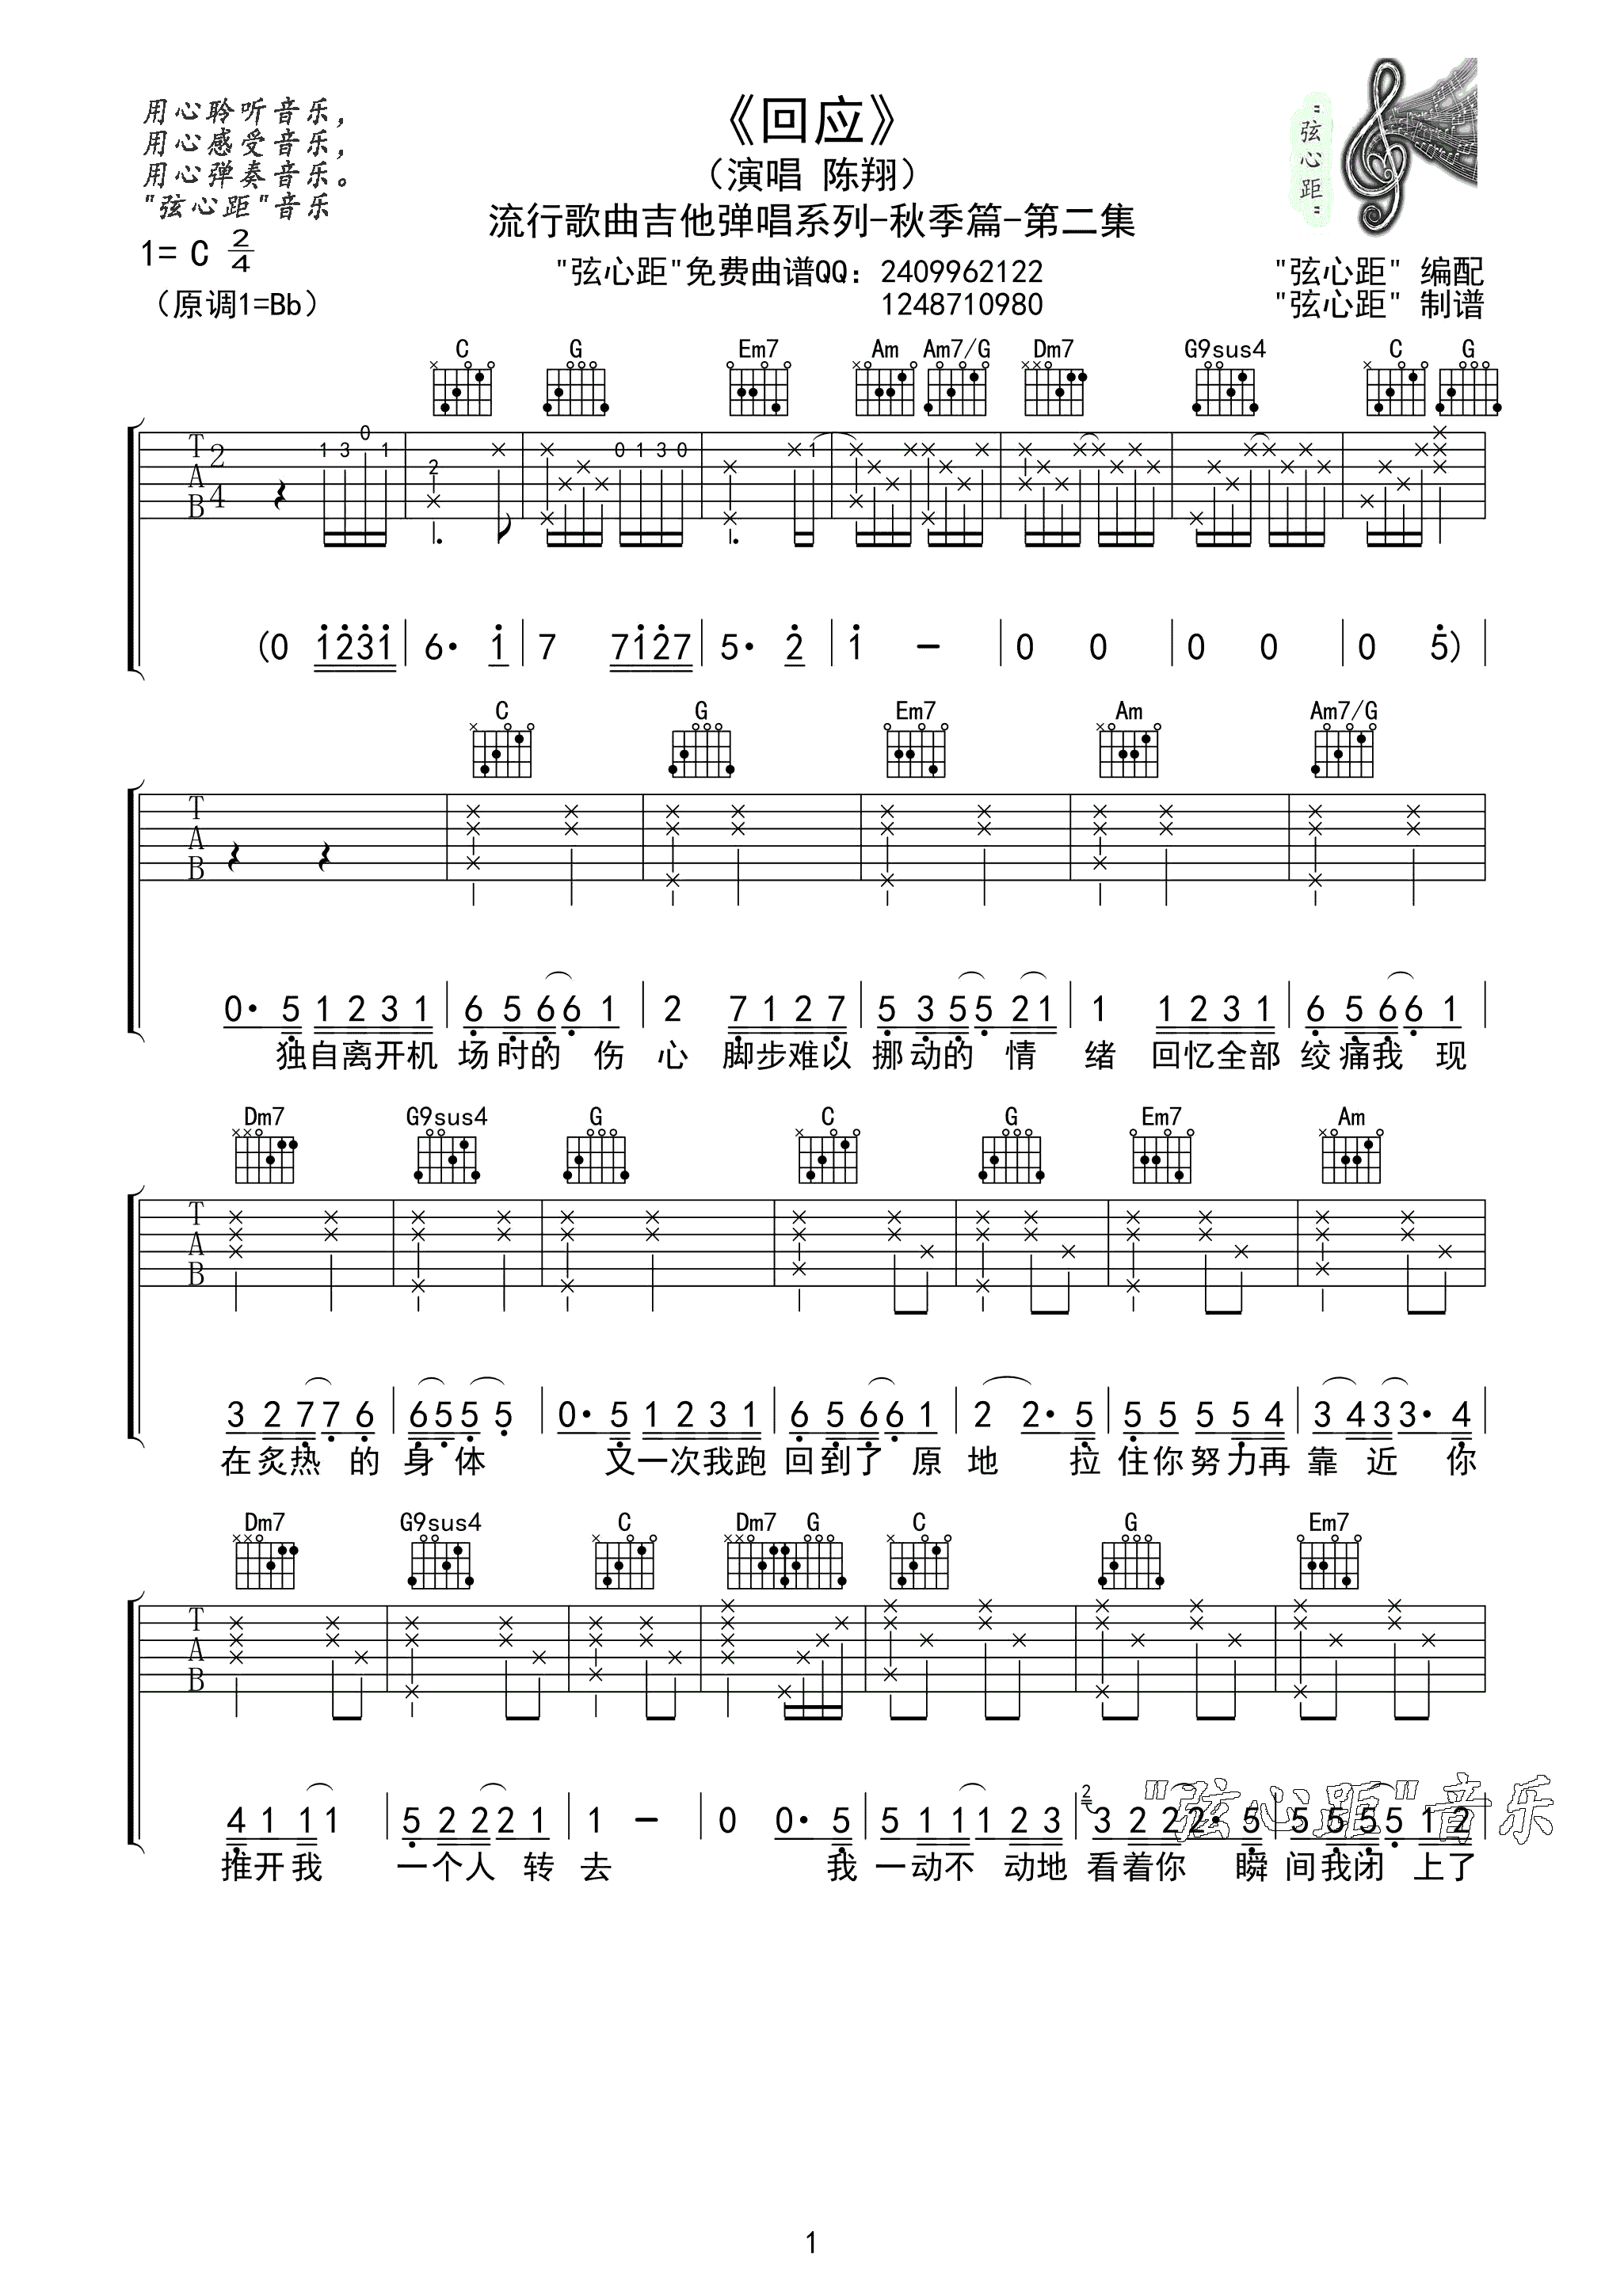 用心聆听音乐，
用心感受音乐，
用心弹奏音乐。
"弦心距"音乐
《回应》
（演唱 陈翔）
流行歌曲吉他弹唱系列-秋季篇-第二集
"弦心距"
1= C 2/4
"弦心距"免费曲谱QQ：2409962122
"弦心距" 编配
（原调1=Bb）
1248710980
"弦心距" 制谱
C G Em7 Am Am7/G Dm7 G9sus4 C G
T 2 1 3 0 1 2 0 1 3 0 1
A
B 4
(0 1231 | 6· 1 | 7 7127 | 5· 2 | 1 - | 0 0 | 0 0 | 0 5) |
C G Em7 Am Am7/G
T
A
B
0· 5 1 2 3 1 | 6 5 6 6 1 | 2 7 1 2 7 | 5 3 5 5 2 1 | 1 1 2 3 1 | 6 5 6 6 1 |
独自离开机 场时的 伤 心 脚步难以 挪动的 情 绪 回忆全部 绞痛我 现
Dm7 G9sus4 G C G Em7 Am
T
A
B
3 2 7 7 6 | 6 5 5 5 | 0· 5 1 2 3 1 | 6 5 6 6 1 | 2 2· 5 | 5 5 5 5 4 | 3 4 3 3· 4 |
在炙热 的 身 体 又一次我跑 回到了 原 地 拉 住你努力再 靠 近 你
Dm7 G9sus4 C Dm7 G C G Em7
T
A
B
4 1 1 1 | 5 2 2 2 1 | 1 - | 0 0· 5 | 5 1 1 1 2 3 | 2 3 2 2 2· 5 | 5 5 5 5 1 2 |
推开我 一个人 转 去 我 一动不 动地 看着你 瞬 间我闭 上了
"弦心距"音乐
1